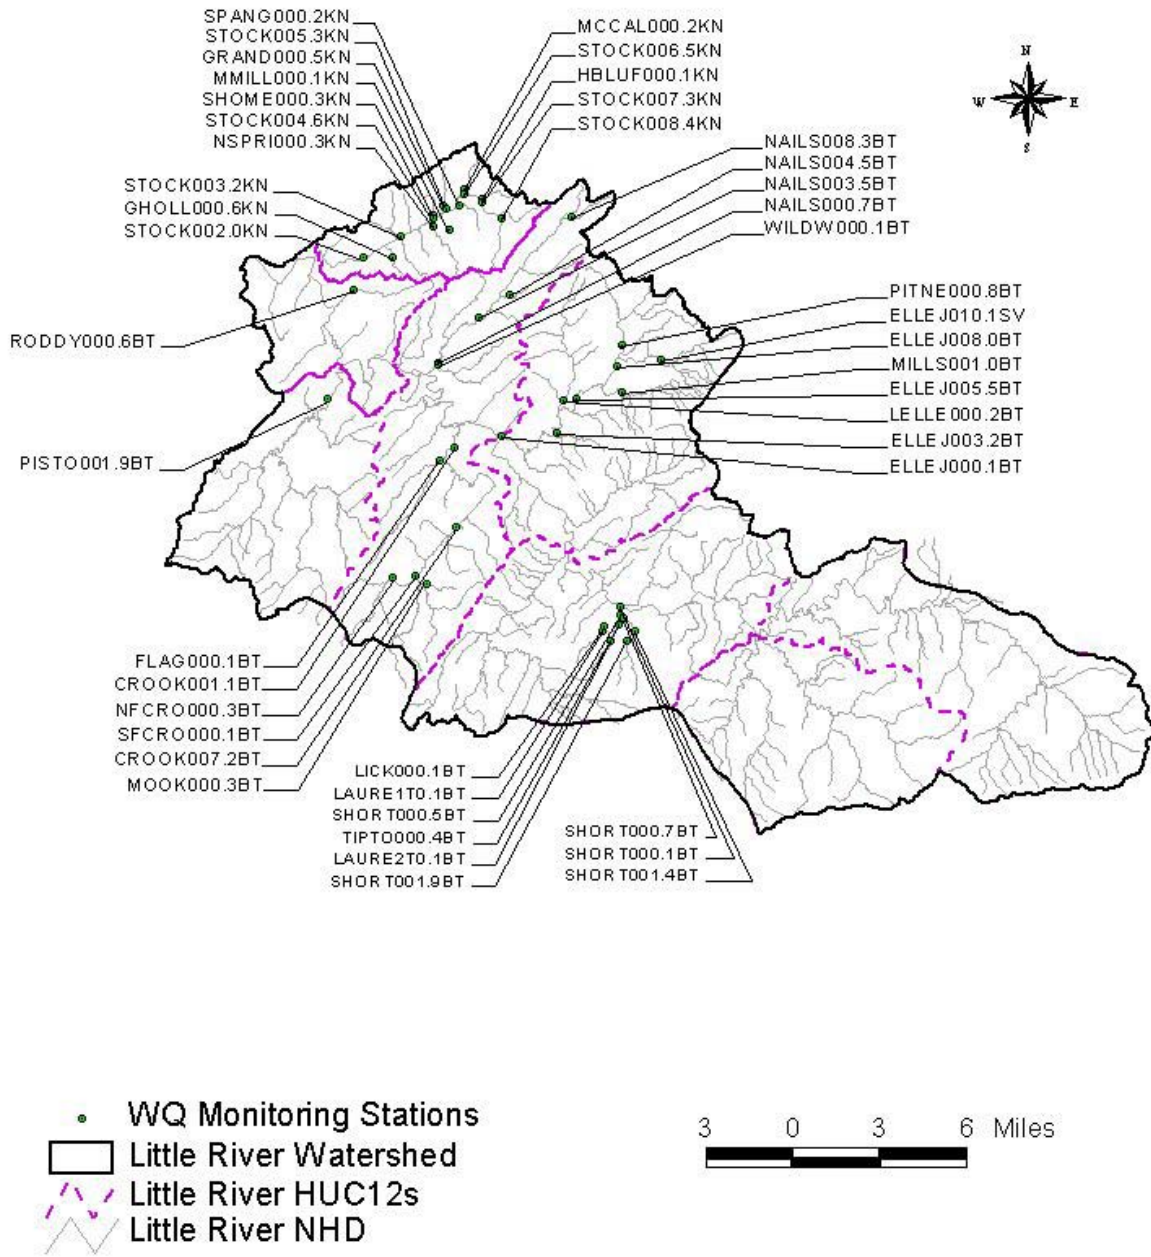 SPANG000.2KN
STOCK005.3KN
GRAND000.5KN
MMILL000.1KN
SHOME000.3KN
STOCK004.6KN
NSPRI000.3KN
MCCAL000.2KN
STOCK006.5KN
HBLUF000.1KN
STOCK007.3KN
STOCK008.4KN
N
W
E
S
NAILS008.3BT
NAILS004.5BT
NAILS003.5BT
NAILS000.7BT
WILDW000.1BT
STOCK003.2KN
GHOLL000.6KN
STOCK002.0KN
PITNE000.8BT
ELLEJ010.1SV
ELLEJ008.0BT
MILLS001.0BT
ELLEJ005.5BT
LELLE000.2BT
ELLEJ003.2BT
ELLEJ000.1BT
RODDY000.6BT
PISTO001.9BT
FLAG000.1BT
CROOK001.1BT
NFCRO000.3BT
SFCRO000.1BT
CROOK007.2BT
MOOK000.3BT
LICK000.1BT
LAURE1T0.1BT
SHORT000.5BT
TIPTO000.4BT
LAURE2T0.1BT
SHORT001.9BT
SHORT000.7BT
SHORT000.1BT
SHORT001.4BT
WQ Monitoring Stations
Little River Watershed
Little River HUC12s
Little River NHD
3 0 3 6 Miles